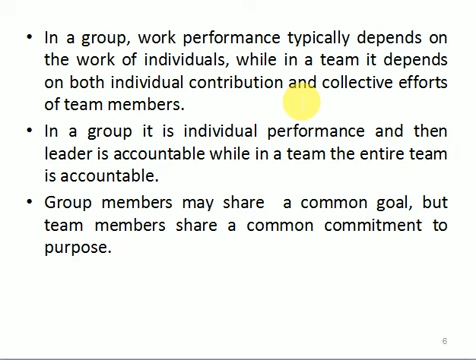 • In a group, work performance typically depends on
the work of individuals, while in a team it depends
on both individual contribution and collective efforts
of team members.
• In a group it is individual performance and then
leader is accountable while in a team the entire team
is accountable.
• Group members may share a common goal, but
team members share a common commitment to
purpose.
6